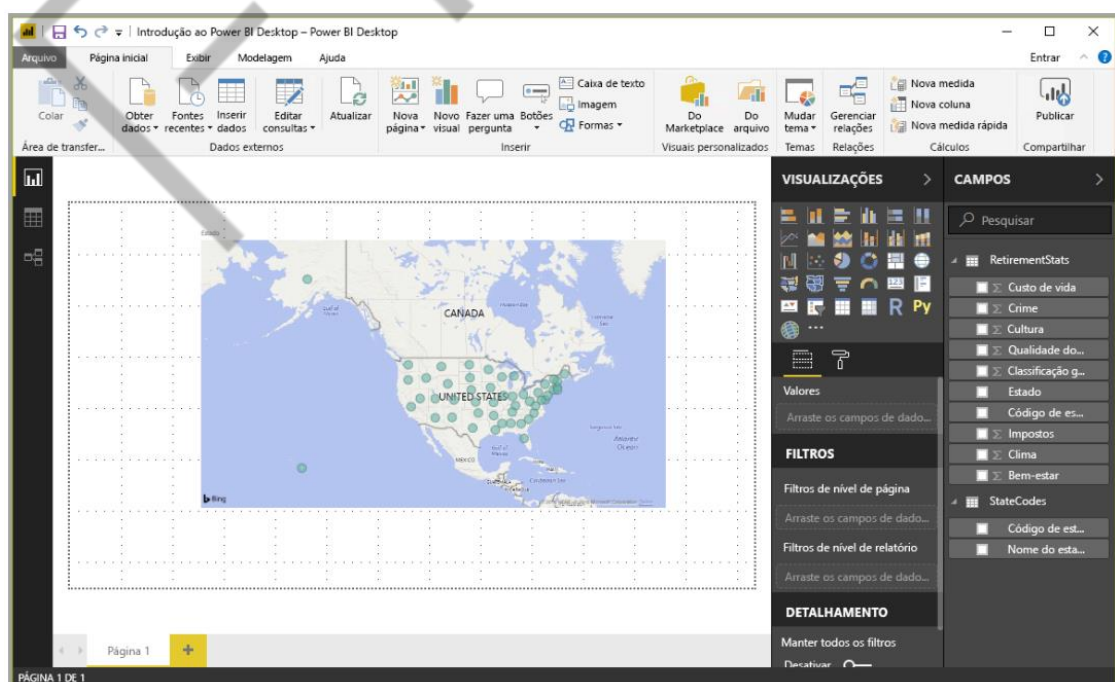 Introdução ao Power BI Desktop – Power BI Desktop
Arquivo Página inicial Exibir Modelagem Ajuda Entrar
Colar
Obter dados
Fontes recentes
Inserir dados
Editar consultas
Atualizar
Nova página
Novo visual
Fazer uma pergunta
Botões
Caixa de texto
Imagem
Formas
Do Marketplace
Do arquivo
Mudar tema
Gerenciar relações
Nova medida
Nova coluna
Nova medida rápida
Publicar
Área de transfer... Dados externos Inserir Visuais personalizados Temas Relações Cálculos Compartilhar
Estado
CANADA
UNITED STATES
MEXICO
Atlantic
Ocean
Bing
VISUALIZAÇÕES
123
R Py
Valores
Arraste os campos de dado...
FILTROS
Filtros de nível de página
Arraste os campos de dado...
Filtros de nível de relatório
Arraste os campos de dado...
DETALHAMENTO
Manter todos os filtros
Desativar
CAMPOS
Pesquisar
RetirementStats
Σ Custo de vida
Σ Crime
Σ Cultura
Σ Qualidade do...
Σ Classificação g...
Estado
Código de es...
Σ Impostos
Σ Clima
Σ Bem-estar
StateCodes
Código de est...
Nome do esta...
Página 1 +
PÁGINA 1 DE 1